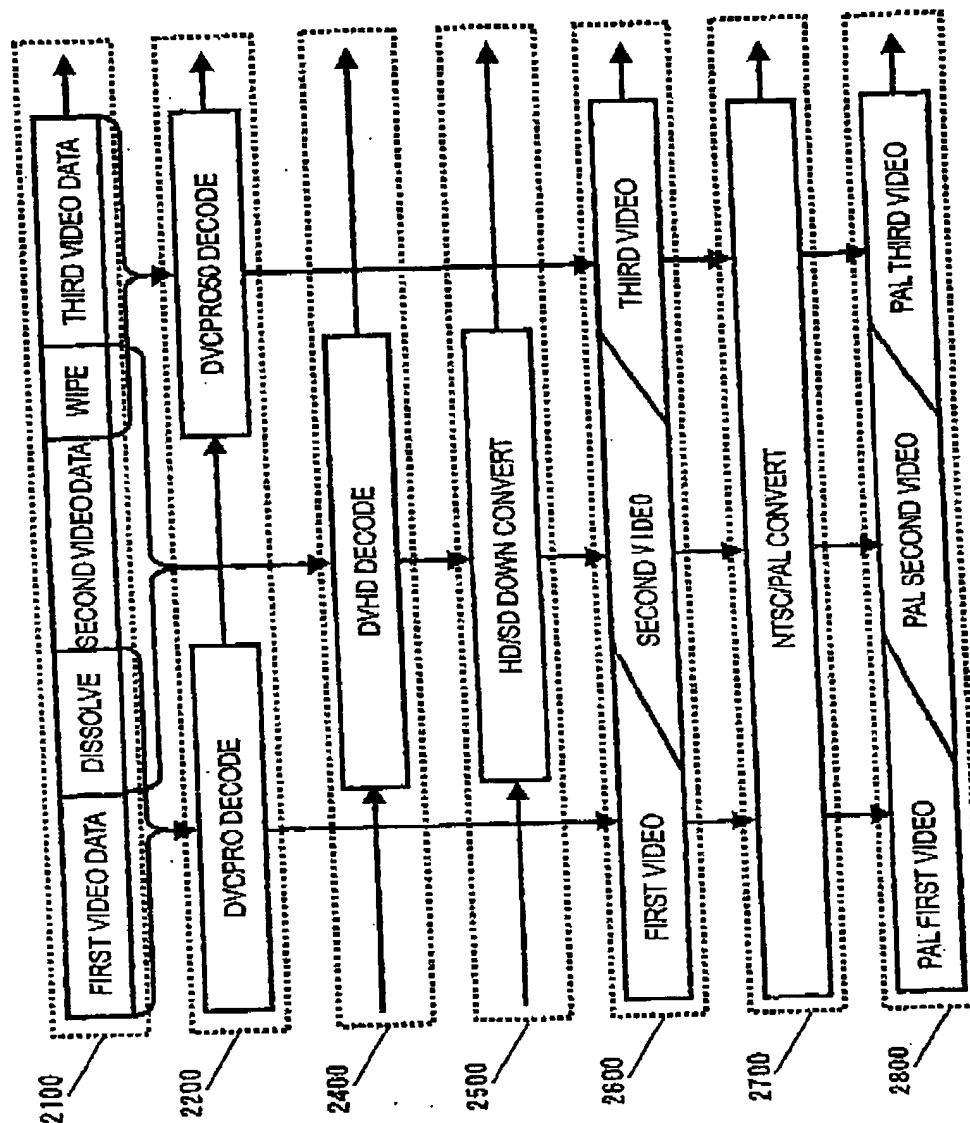 2100
FIRST VIDEO DATA
DISSOLVE
SECOND VIDEO DATA
WIPE
THIRD VIDEO DATA
2200
DVCPRO DECODE
DVCPRO50 DECODE
2400
DVHD DECODE
2500
HD/SD DOWN CONVERT
2600
FIRST VIDEO
SECOND VIDEO
THIRD VIDEO
2700
NTSC/PAL CONVERT
2800
PAL FIRST VIDEO
PAL SECOND VIDEO
PAL THIRD VIDEO